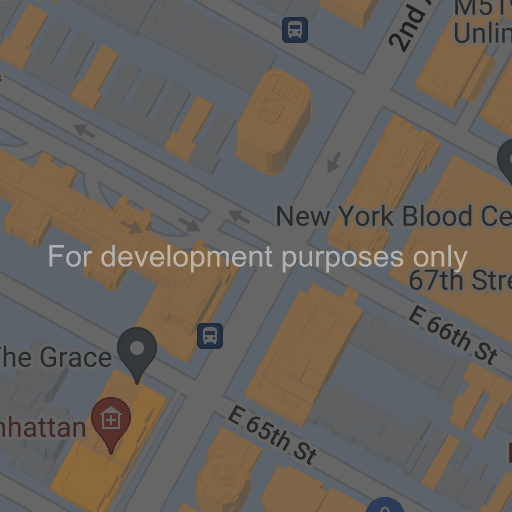 2nd
M51
Unlim
New York Blood Ce
For development purposes only
67th Stre
E 66th St
The Grace
nhattan
E 65th St